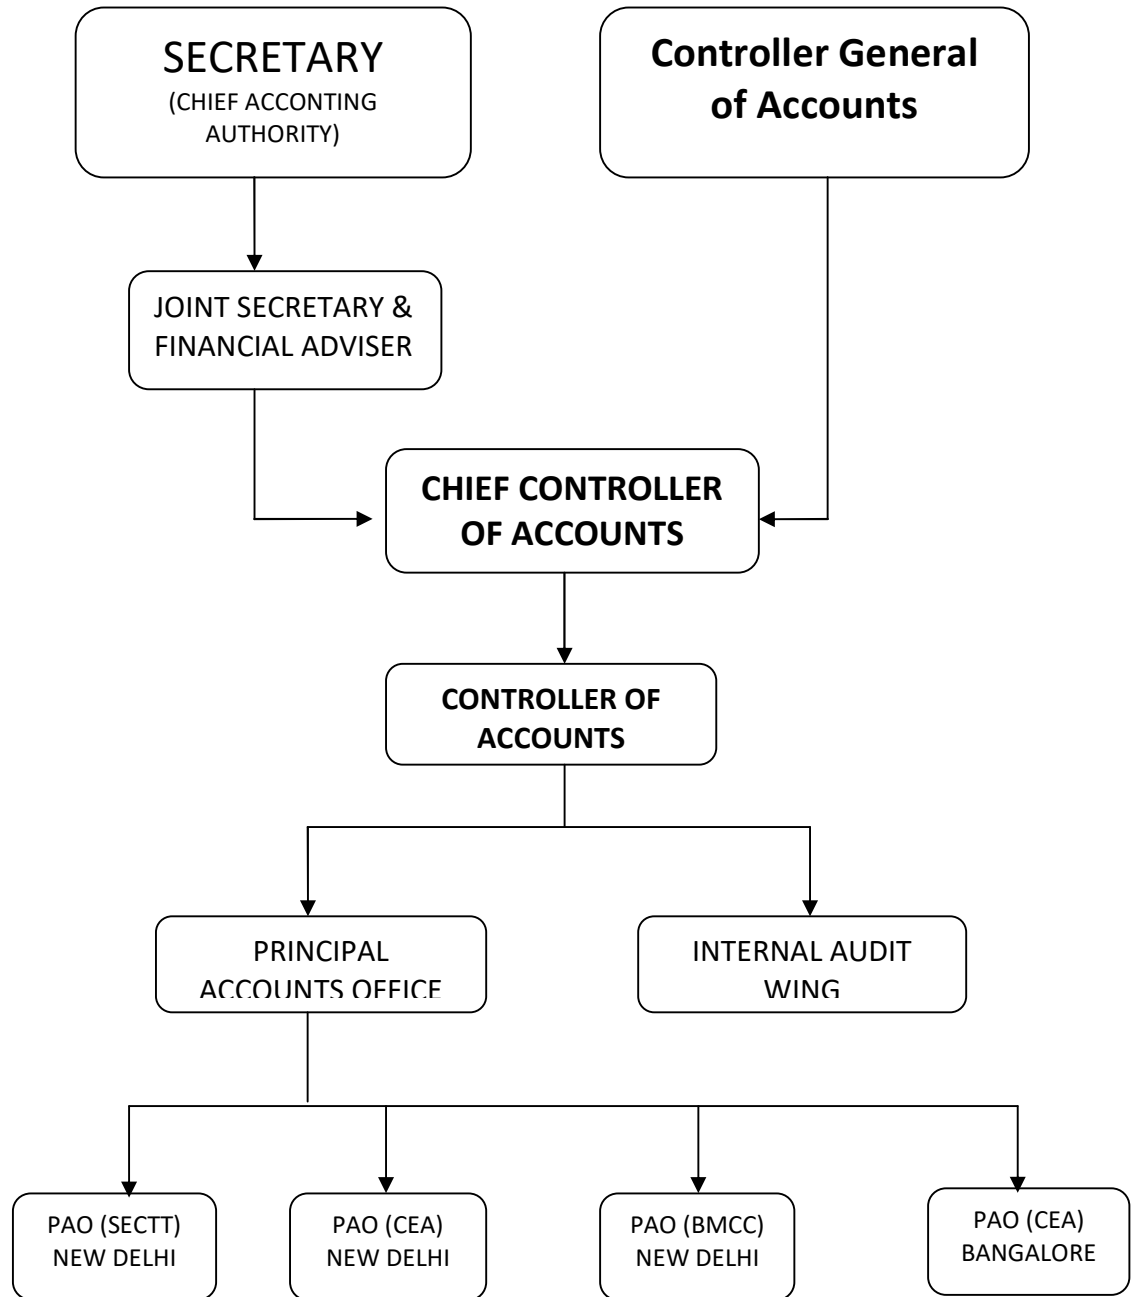 SECRETARY
(CHIEF ACCONTING
AUTHORITY)
Controller General
of Accounts
JOINT SECRETARY &
FINANCIAL ADVISER
CHIEF CONTROLLER
OF ACCOUNTS
CONTROLLER OF
ACCOUNTS
PRINCIPAL
ACCOUNTS OFFICE
INTERNAL AUDIT
WING
PAO (SECTT)
NEW DELHI
PAO (CEA)
NEW DELHI
PAO (BMCC)
NEW DELHI
PAO (CEA)
BANGALORE